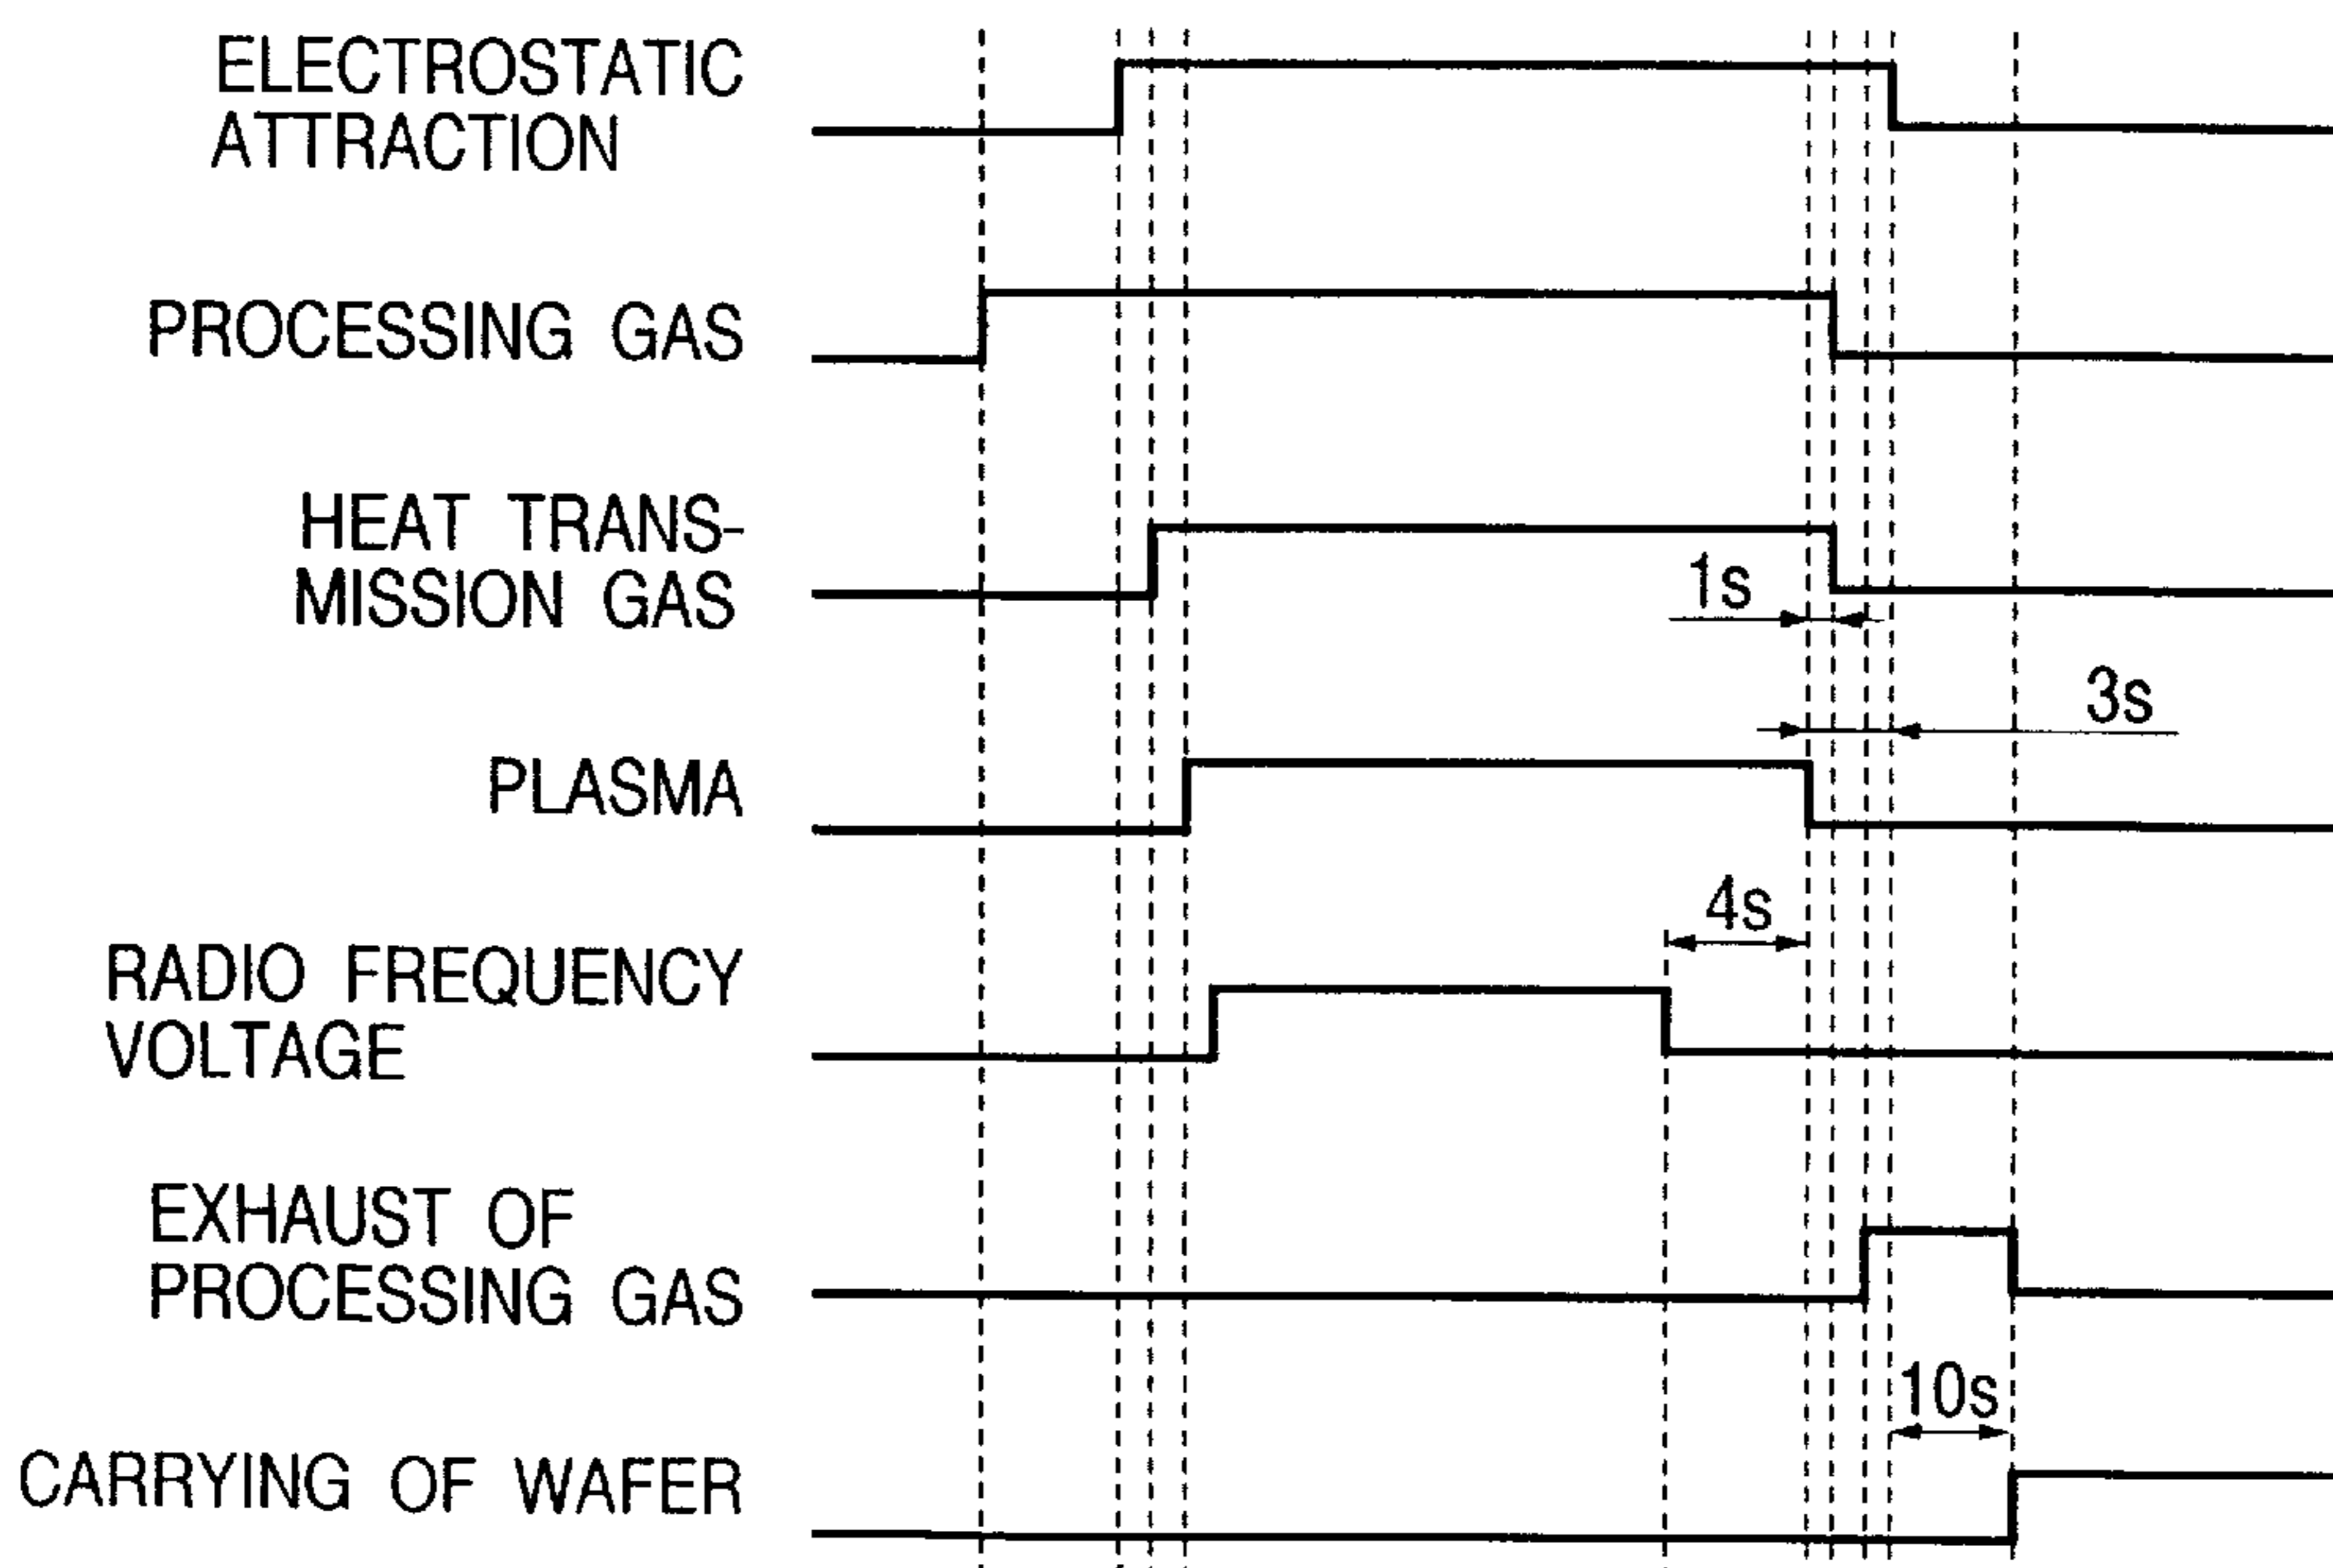 ELECTROSTATIC
ATTRACTION
PROCESSING GAS
HEAT TRANS-
MISSION GAS
1s
3s
PLASMA
4s
RADIO FREQUENCY
VOLTAGE
EXHAUST OF
PROCESSING GAS
10s
CARRYING OF WAFER